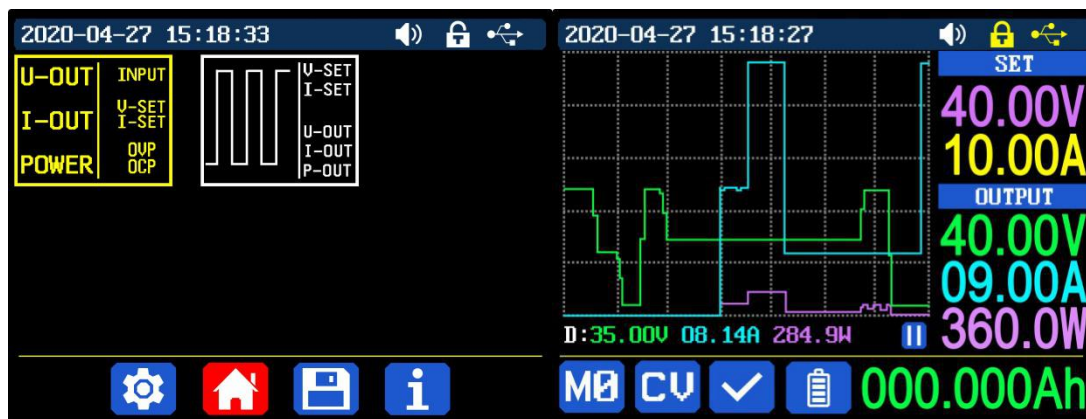 2020-04-27 15:18:33
U-OUT INPUT
I-OUT V-SET
I-SET
POWER OVP
OCP
V-SET
I-SET
U-OUT
I-OUT
P-OUT
i
2020-04-27 15:18:27
SET
40.00V
10.00A
OUTPUT
40.00V
09.00A
360.0W
D:35.00V 08.14A 284.9W
M0 CV 000.000Ah